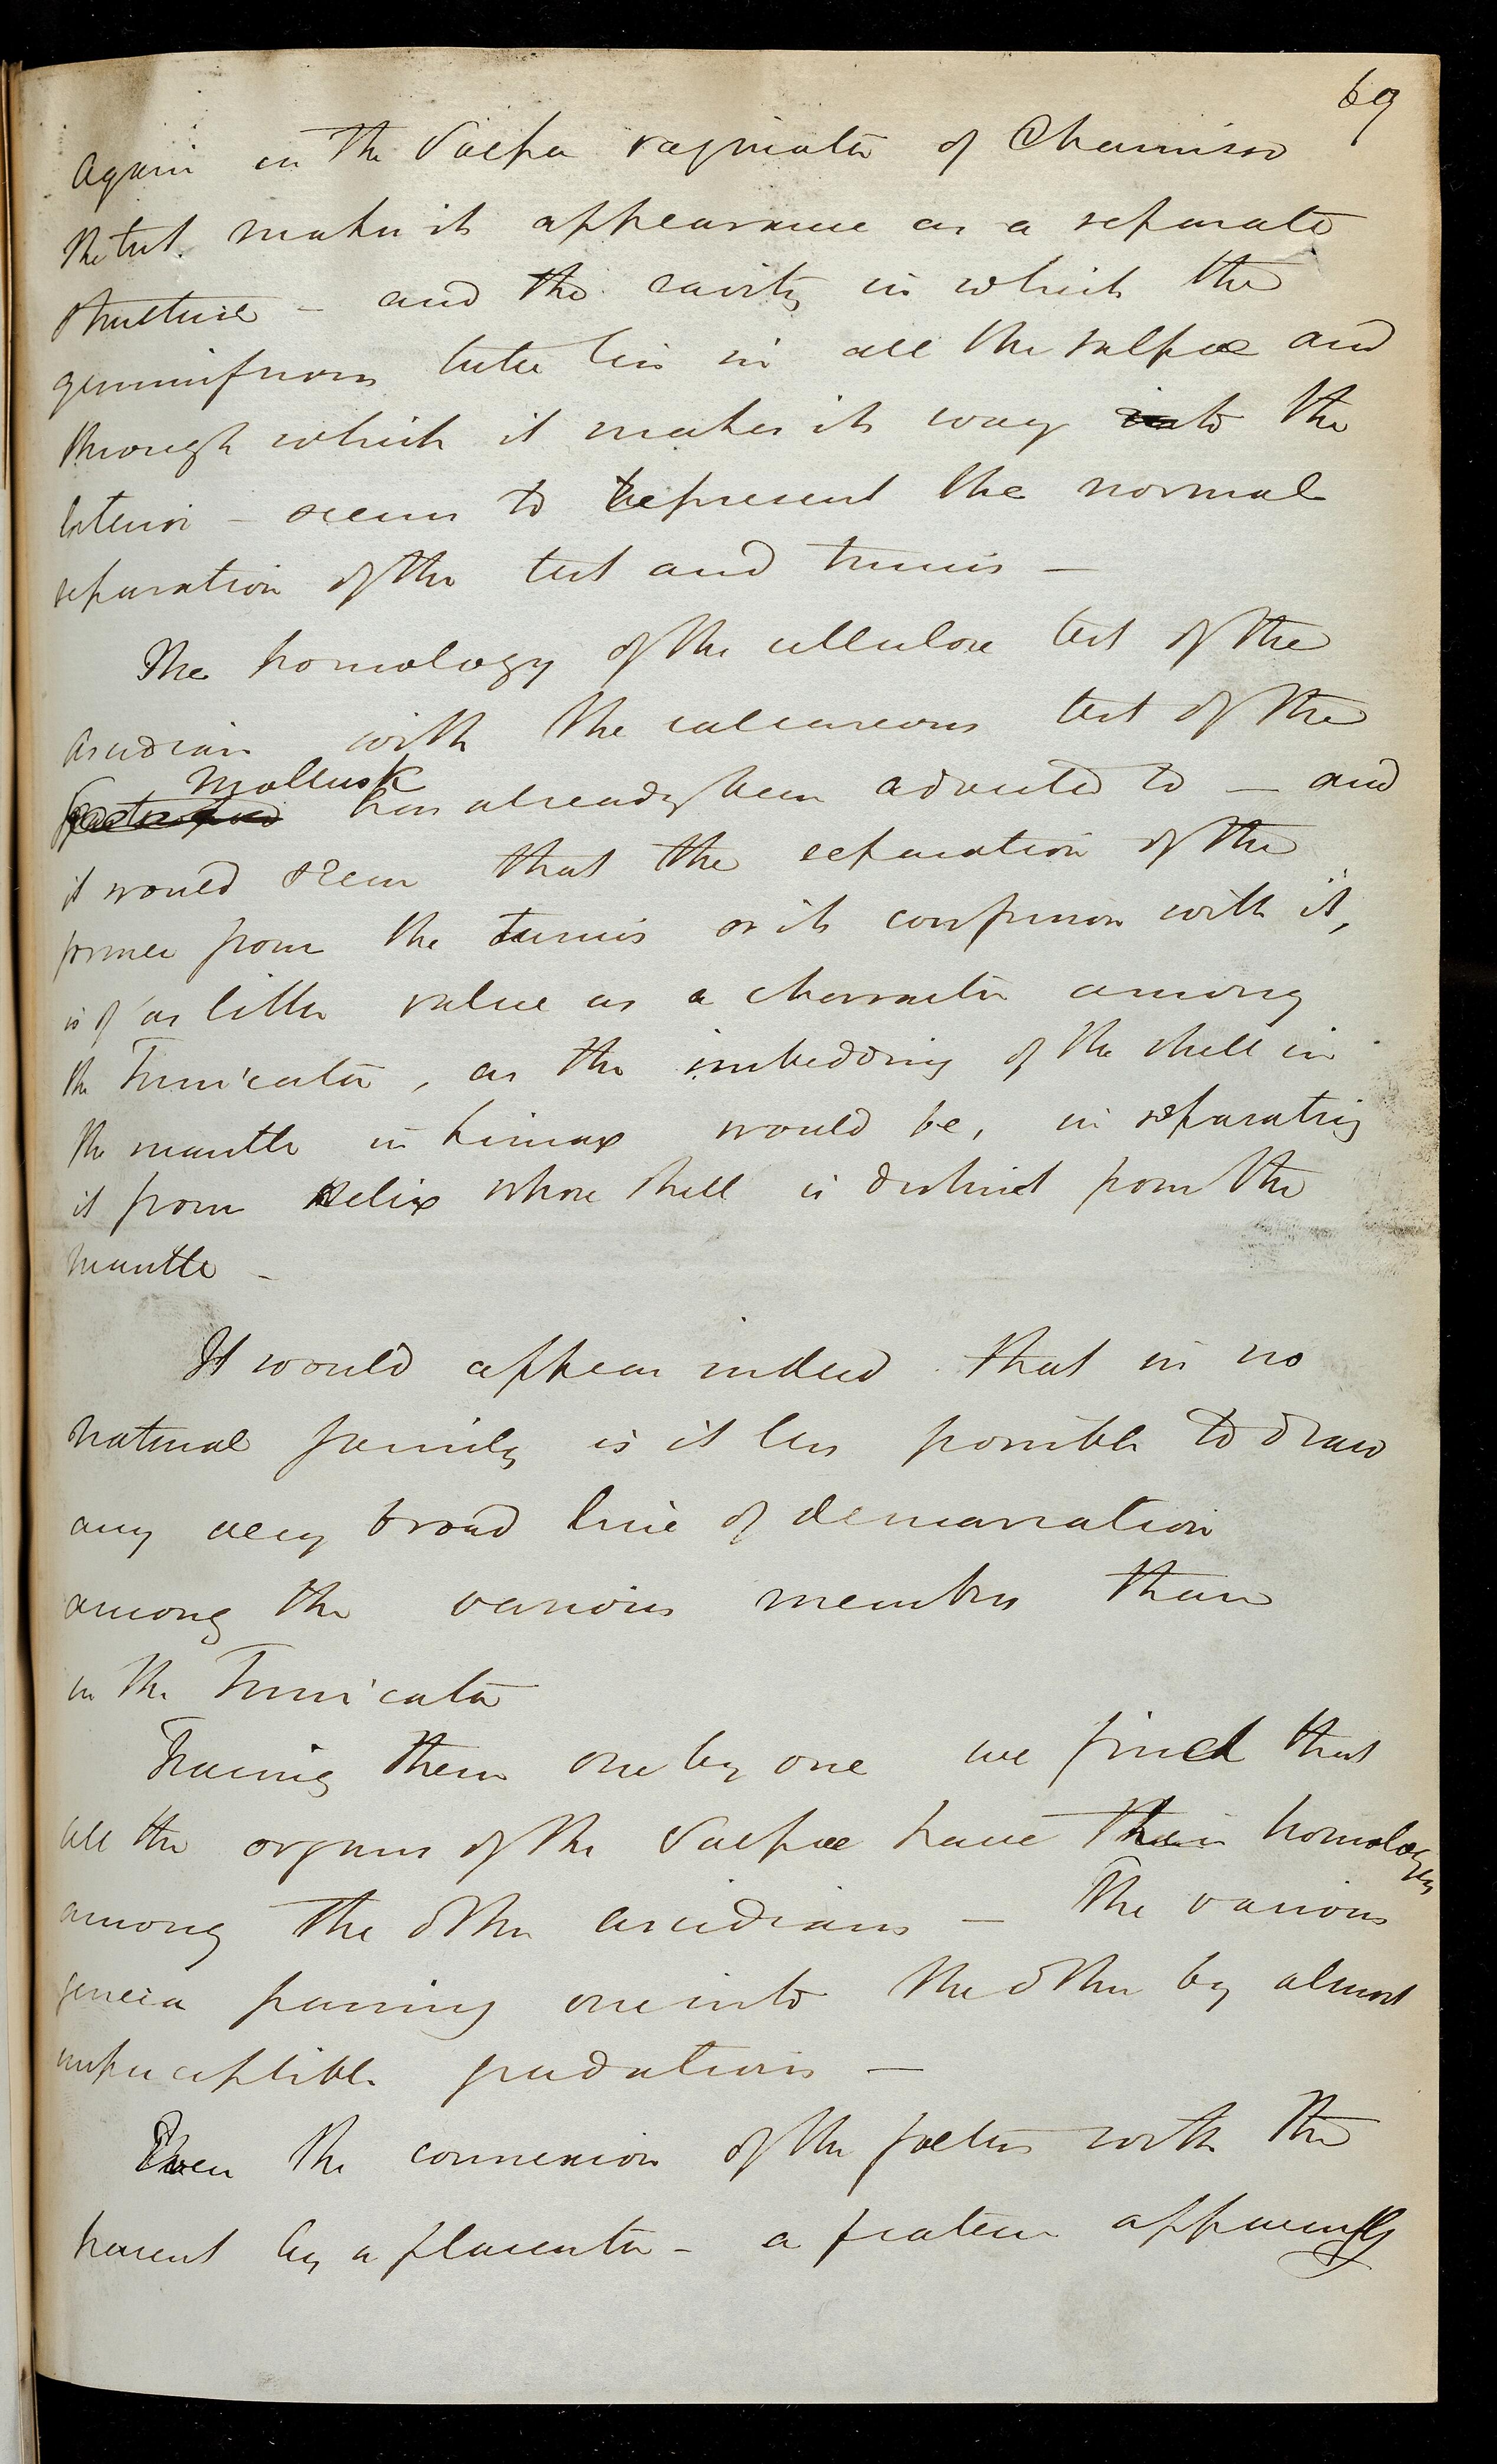 69
Again in the Salpa vaginata of Chamisso
the test makes its appearance as a separate
structure - and the cavity in which the
gemmiferous tube lies in all the salpæ and
through which it makes its way to the
exterior - seems to represent the normal
separation of the test and tunics -
The homology of the cellulose test of the
ascidian with the calcareous test of the
Mollusk
has already been adverted to - and
it would seem that the separation of the
former from the tunics or its confusion with it,
is of as little value as a character among
the Tunicata, as the imbedding of the shell in
the mantle in Limax would be, in separating
it from Helix whose shell is distinct from the
mantle -
It would appear indeed that in no
natural family is it less possible to draw
any very broad line of demarcation
among the various members than
in the Tunicata
Tracing them one by one we find that
all the organs of the Salpæ have their homologues
among the other ascidians - The various
genera passing one into the other by almost
imperceptible gradations -
Even the connexion of the foetus with the
parent by a placenta - a feature apparently